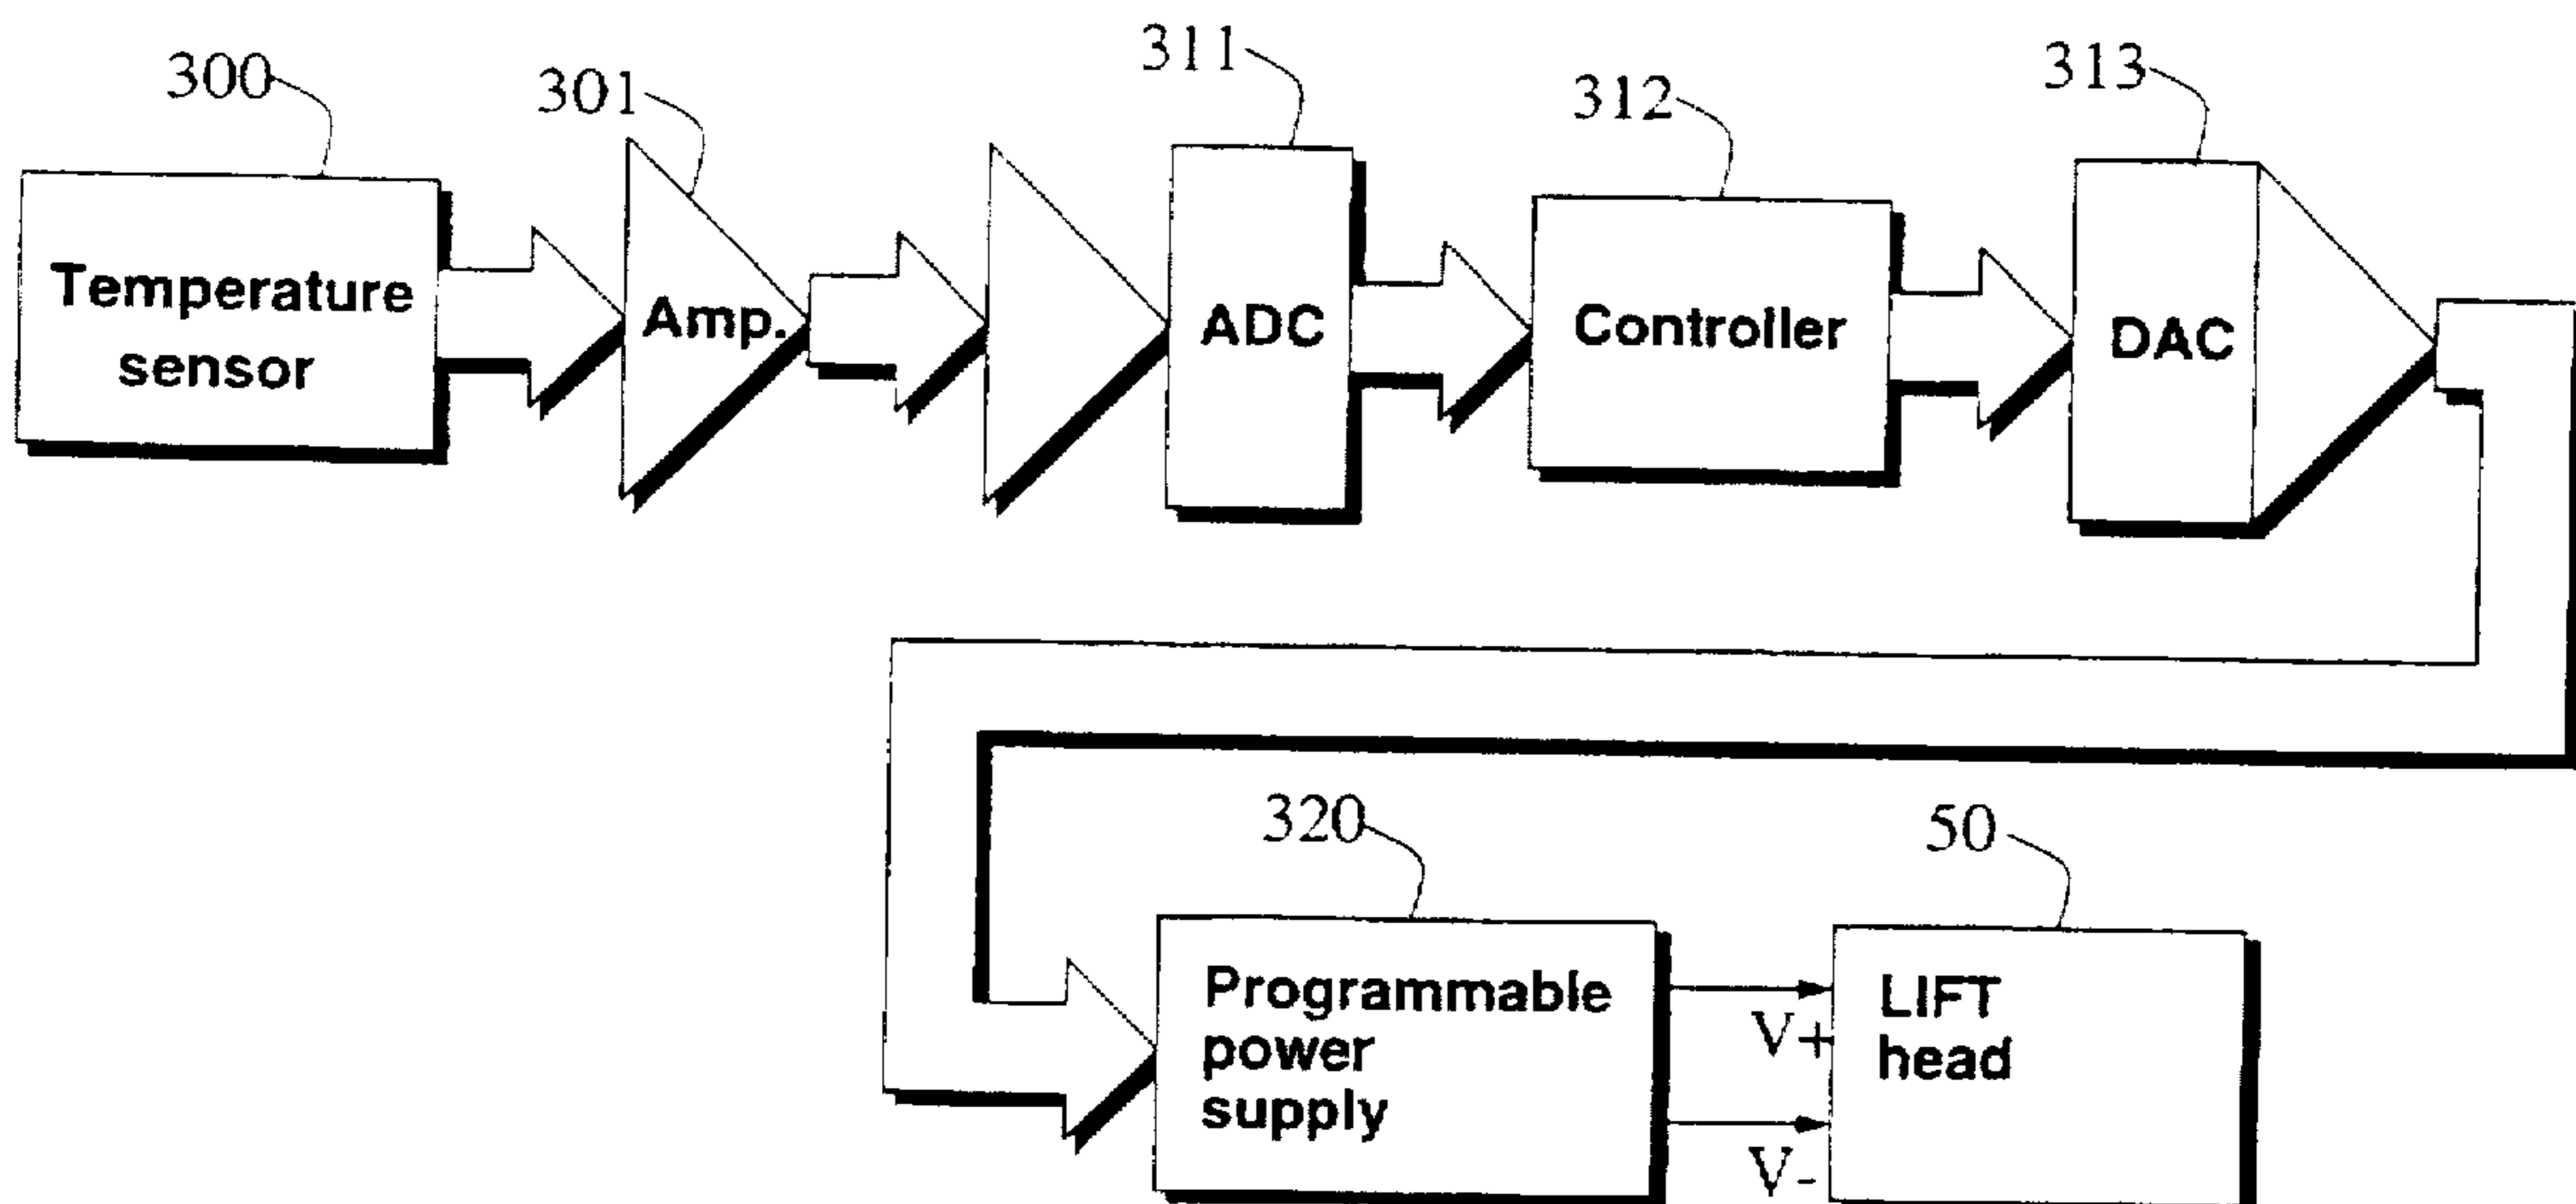 300
301
311
312
313
Temperature
sensor
Amp.
ADC
Controller
DAC
320
50
Programmable
power
supply
V+
V-
LIFT
head